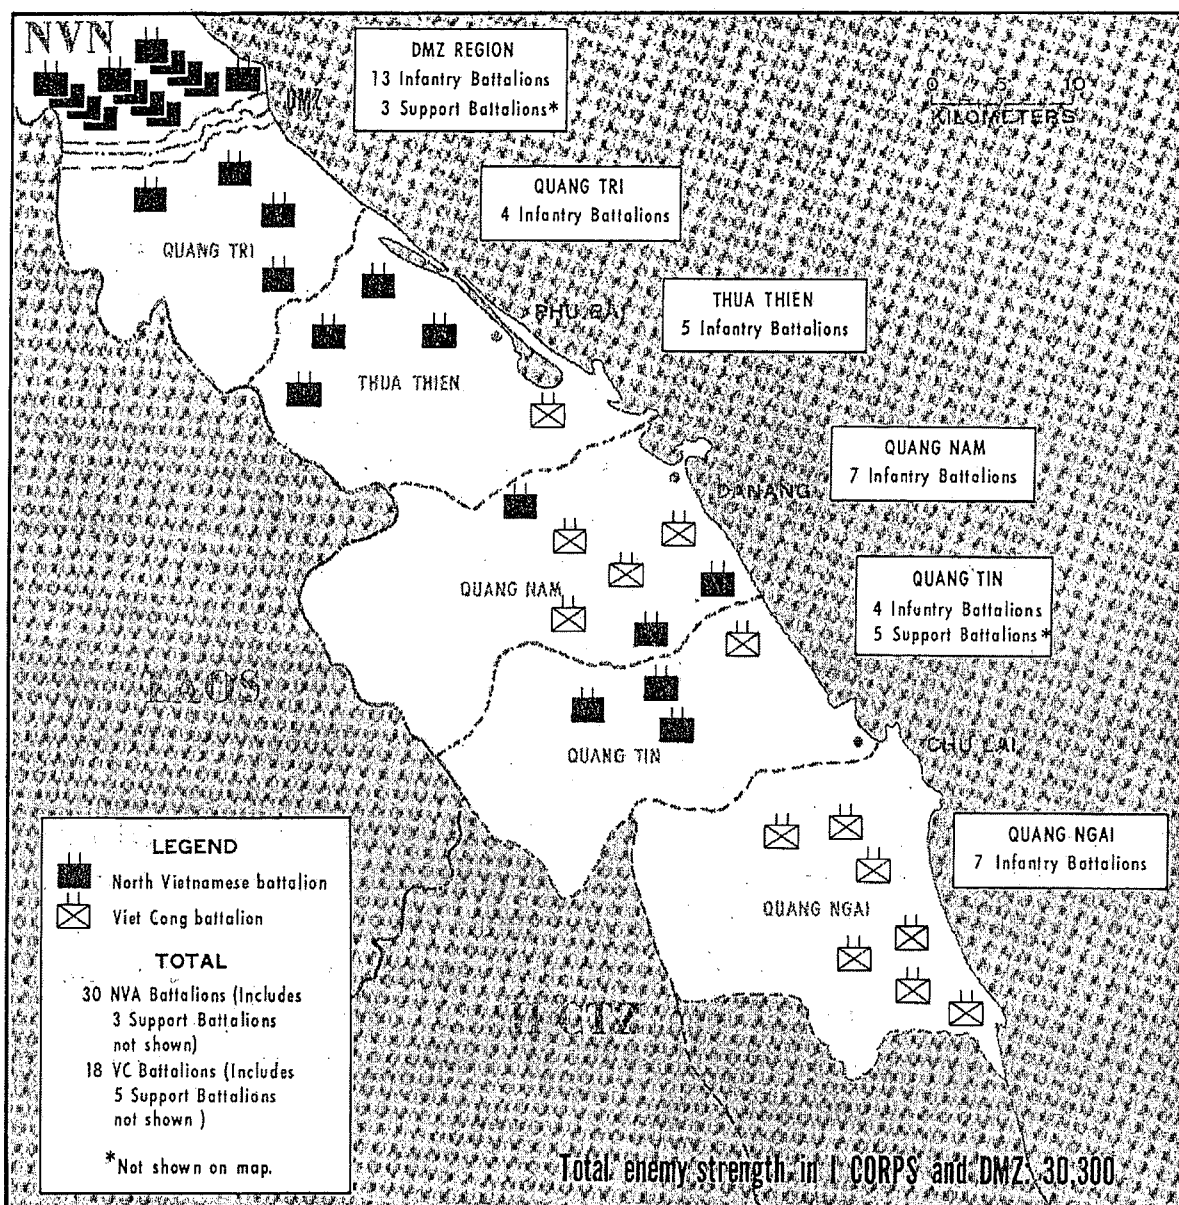 NVN
DMZ REGION
13 Infantry Battalions
3 Support Battalions*
0 5 10
KILOMETERS
DMZ
QUANG TRI
4 Infantry Battalions
QUANG TRI
THUA THIEN
5 Infantry Battalions
PHU BAI
THUA THIEN
QUANG NAM
7 Infantry Battalions
DANANG
QUANG TIN
4 Infantry Battalions
5 Support Battalions*
QUANG NAM
LAOS
QUANG TIN
CHU LAI
LEGEND
North Vietnamese battalion
Viet Cong battalion
TOTAL
30 NVA Battalions (Includes
3 Support Battalions
not shown)
18 VC Battalions (Includes
5 Support Battalions
not shown )
*Not shown on map.
QUANG NGAI
7 Infantry Battalions
QUANG NGAI
II CTZ
Total enemy strength in I CORPS and DMZ: 30,300